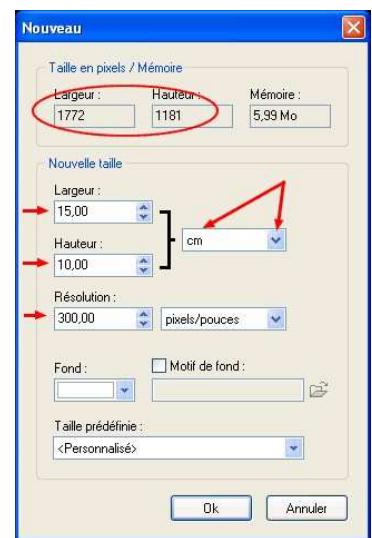 Nouveau
Taille en pixels / Mémoire
Largeur : Hauteur : Mémoire :
1772 1181 5,99 Mo
Nouvelle taille
Largeur :
15,00
cm
Hauteur :
10,00
Résolution :
300,00 pixels/pouces
Fond : Motif de fond :
Taille prédéfinie :
<Personnalisé>
Ok Annuler